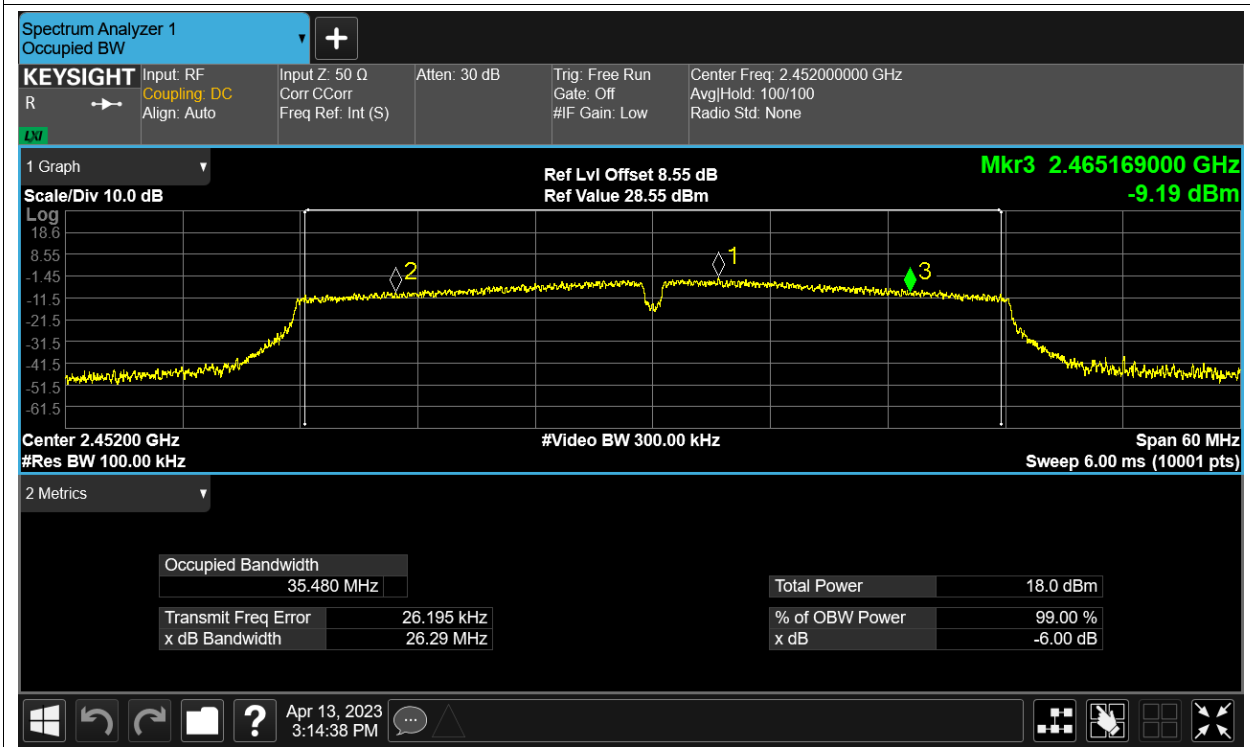 Spectrum Analyzer 1
Occupied BW
KEYSIGHT
R
LXI
Input: RF
Coupling: DC
Align: Auto
Input Z: 50 Ω
Corr CCorr
Freq Ref: Int (S)
Atten: 30 dB
Trig: Free Run
Gate: Off
#IF Gain: Low
Center Freq: 2.452000000 GHz
Avg|Hold: 100/100
Radio Std: None
1 Graph
Scale/Div 10.0 dB
Ref Lvl Offset 8.55 dB
Ref Value 28.55 dBm
Mkr3 2.465169000 GHz
-9.19 dBm
Log
18.6
8.55
-1.45
-11.5
-21.5
-31.5
-41.5
-51.5
-61.5
2
1
3
Center 2.45200 GHz
#Res BW 100.00 kHz
#Video BW 300.00 kHz
Span 60 MHz
Sweep 6.00 ms (10001 pts)
2 Metrics
Occupied Bandwidth
35.480 MHz
Transmit Freq Error 26.195 kHz
x dB Bandwidth 26.29 MHz
Total Power 18.0 dBm
% of OBW Power 99.00 %
x dB -6.00 dB
?
Apr 13, 2023
3:14:38 PM